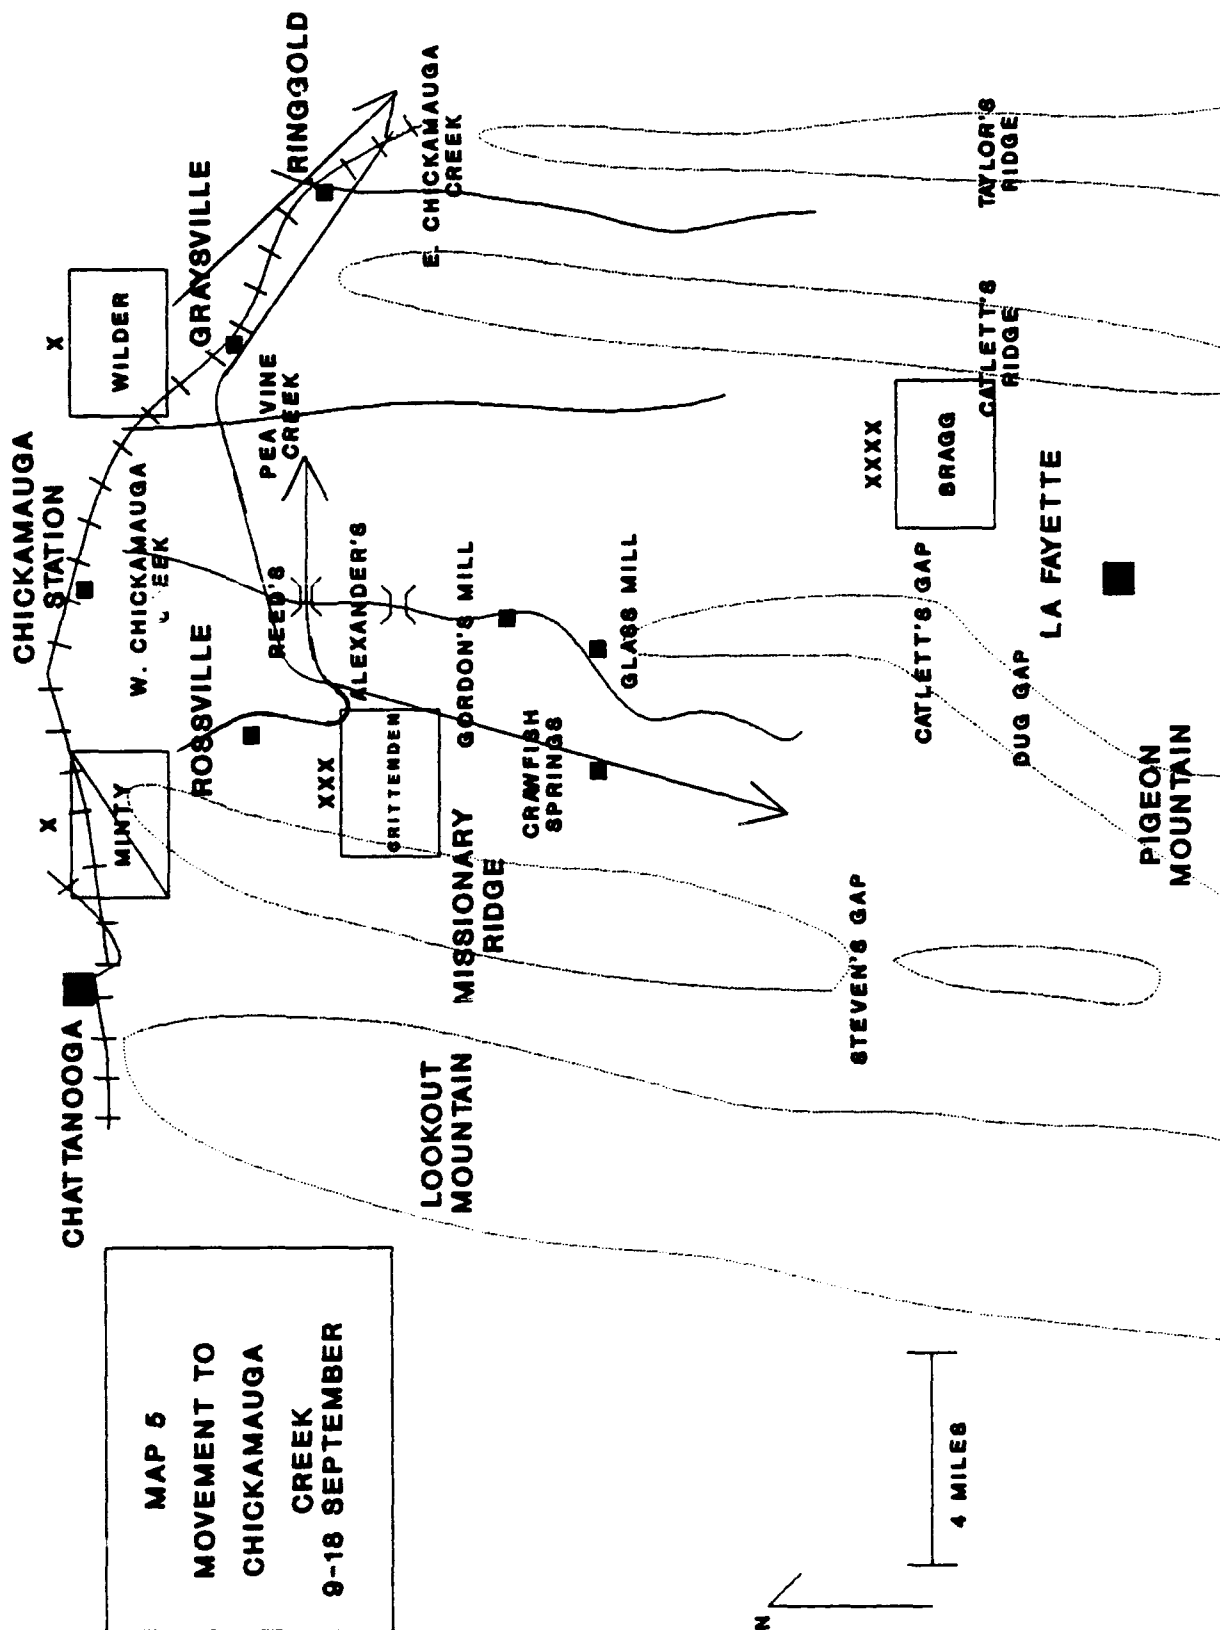 MAP 5
MOVEMENT TO
CHICKAMAUGA
CREEK
9-18 SEPTEMBER
CHATTANOOGA
CHICKAMAUGA
STATION
X
MINTY
X
WILDER
W. CHICKAMAUGA
EEK
ROSSVILLE
GRAYSVILLE
RINGGOLD
REED'S
PEAVINE
CREEK
XXX
CRITTENDEN
ALEXANDER'S
E. CHICKAMAUGA
CREEK
LOOKOUT
MOUNTAIN
MISSIONARY
RIDGE
GORDON'S MILL
CRAWFISH
SPRINGS
GLASS MILL
STEVEN'S GAP
CATLETT'S GAP
XXXX
BRAGG
CATLETT'S
RIDGE
TAYLOR'S
RIDGE
DUG GAP
LA FAYETTE
PIGEON
MOUNTAIN
4 MILES
N